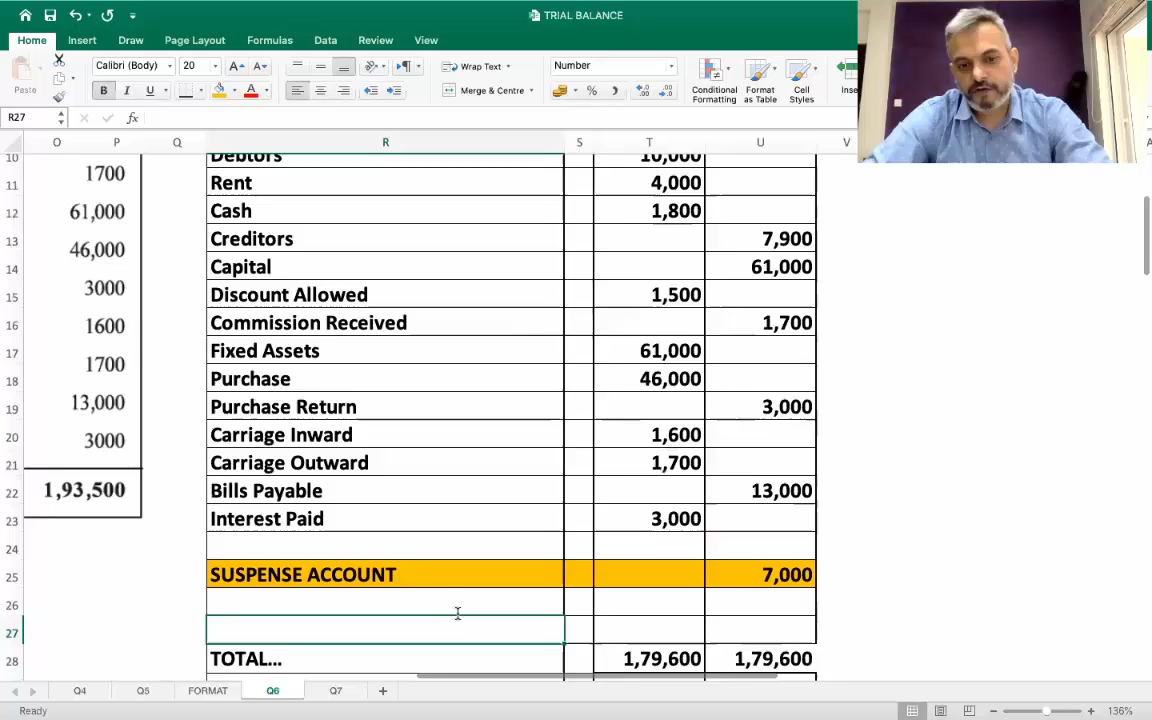 TRIAL BALANCE
Home Insert Draw Page Layout Formulas Data Review View
Paste Calibri (Body) 20 A A Wrap Text Number Conditional Formatting Format as Table Cell Styles Inse
B I U A Merge & Centre % .00
R27 fx
O P Q R S T U V
10 Debtors 10,000
11 1700 Rent 4,000
12 61,000 Cash 1,800
13 46,000 Creditors 7,900
14 Capital 61,000
15 3000 Discount Allowed 1,500
16 1600 Commission Received 1,700
17 1700 Fixed Assets 61,000
18 Purchase 46,000
19 13,000 Purchase Return 3,000
20 3000 Carriage Inward 1,600
21 Carriage Outward 1,700
22 1,93,500 Bills Payable 13,000
23 Interest Paid 3,000
24
25 SUSPENSE ACCOUNT 7,000
26
27
28 TOTAL... 1,79,600 1,79,600
Q4 Q5 FORMAT Q6 Q7 +
Ready 136%